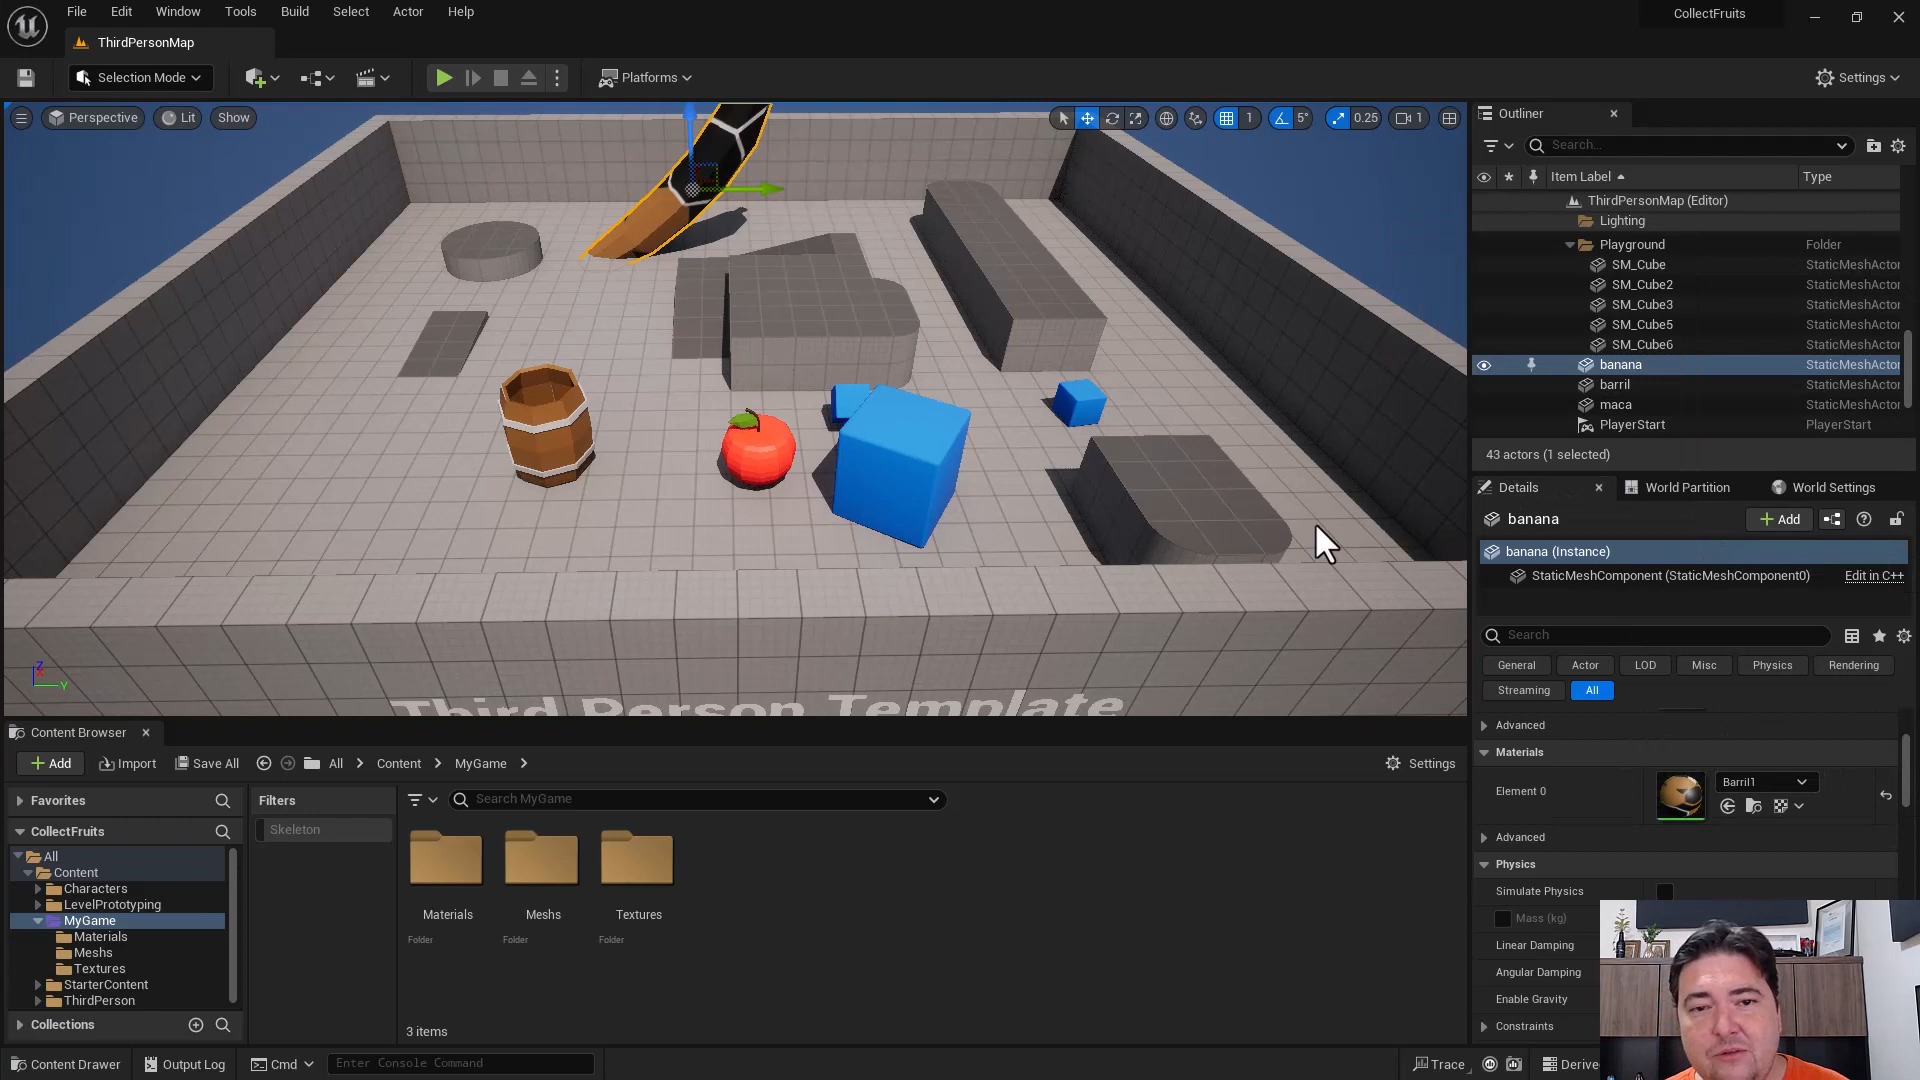 File Edit Window Tools Build Select Actor Help
CollectFruits
ThirdPersonMap
Selection Mode
Platforms
Settings
Perspective
Lit
Show
1
5°
0.25
1
Third Person Template
Outliner
Search...
Item Label
Type
ThirdPersonMap (Editor)
Lighting
Playground Folder
SM_Cube StaticMeshActor
SM_Cube2 StaticMeshActor
SM_Cube3 StaticMeshActor
SM_Cube5 StaticMeshActor
SM_Cube6 StaticMeshActor
banana StaticMeshActor
barril StaticMeshActor
maca StaticMeshActor
PlayerStart PlayerStart
43 actors (1 selected)
Details
World Partition
World Settings
banana
Add
banana (Instance)
StaticMeshComponent (StaticMeshComponent0) Edit in C++
Search
General Actor LOD Misc Physics Rendering
Streaming All
Advanced
Materials
Element 0
Barril1
Advanced
Physics
Simulate Physics
Mass (kg)
Linear Damping
Angular Damping
Enable Gravity
Constraints
Content Browser
Add
Import
Save All
All
Content
MyGame
Settings
Favorites
CollectFruits
All
Content
Characters
LevelPrototyping
MyGame
Materials
Meshs
Textures
StarterContent
ThirdPerson
Collections
Filters
Skeleton
Search MyGame
Materials
Folder
Meshs
Folder
Textures
Folder
3 items
Content Drawer
Output Log
Cmd
Enter Console Command
Trace
Derive